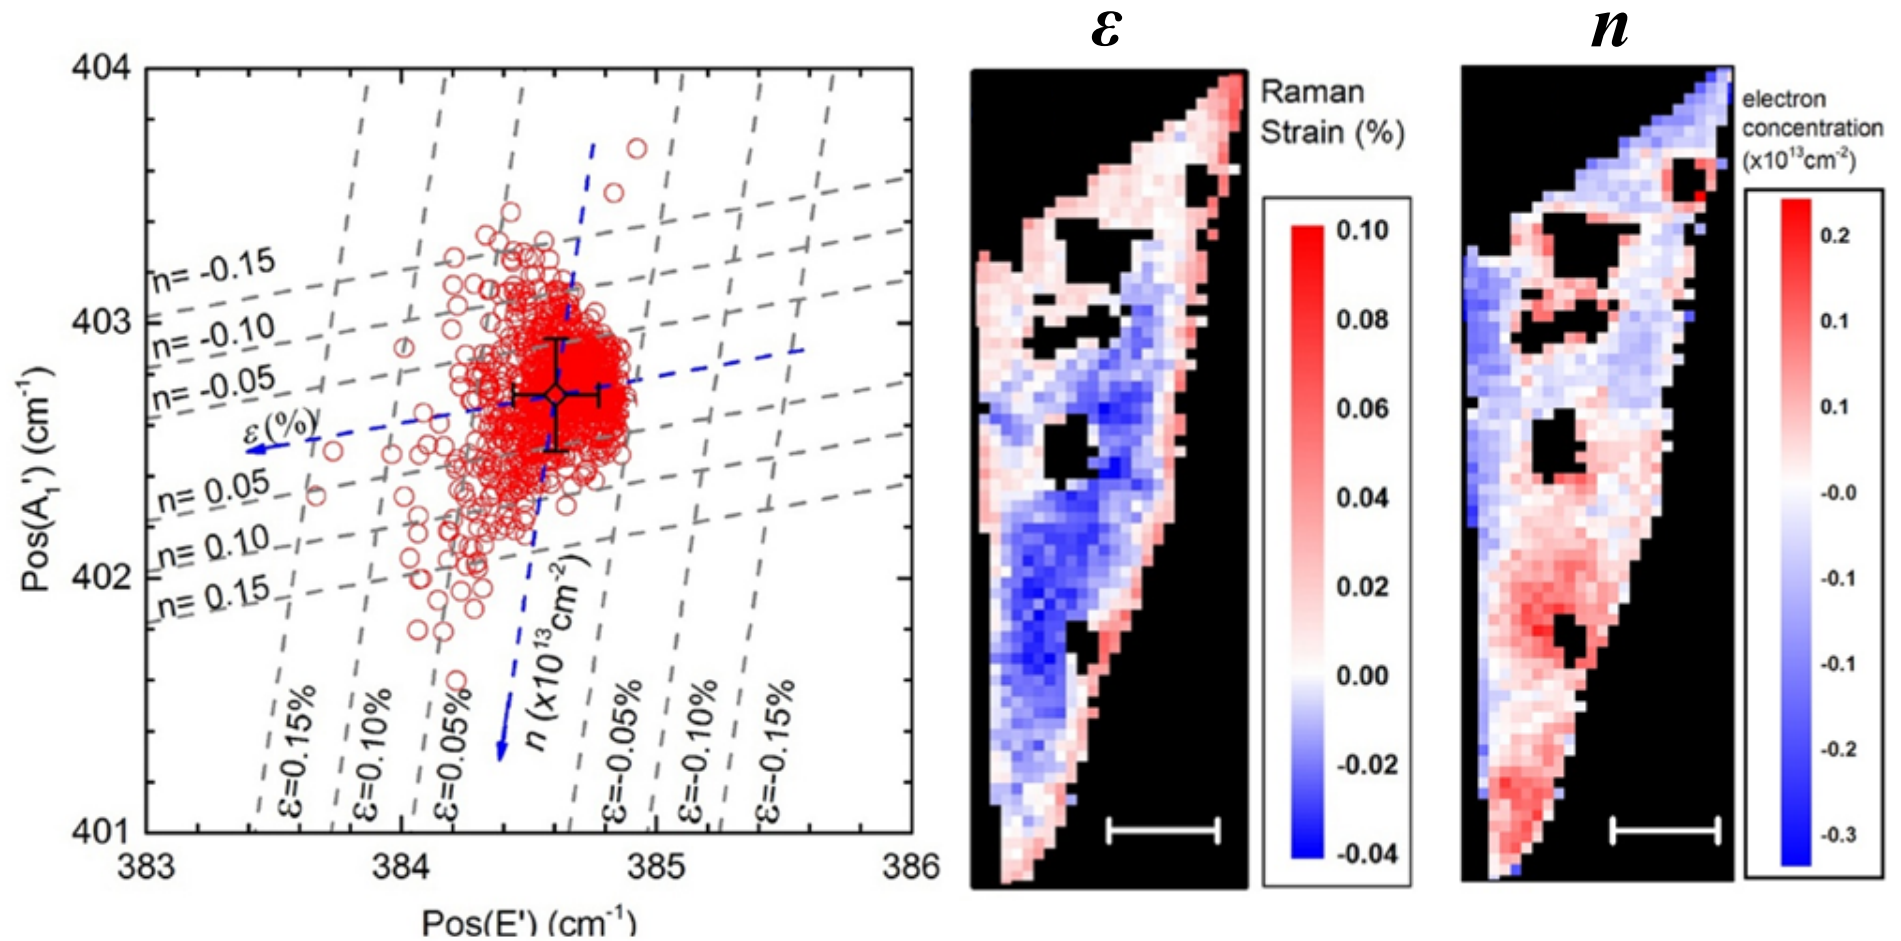 ε
n
404
403
402
401
383
384
385
386
Pos(A1') (cm-1)
Pos(E') (cm-1)
n= -0.15
n= -0.10
n= -0.05
ε (%)
n= 0.05
n= 0.10
n= 0.15
n (x10^13cm^-2)
ε=0.15%
ε=0.10%
ε=0.05%
ε=-0.05%
ε=-0.10%
ε=-0.15%
Raman
Strain (%)
0.10
0.08
0.06
0.04
0.02
0.00
-0.02
-0.04
electron
concentration
(x10^13cm^-2)
0.2
0.1
0.1
-0.0
-0.1
-0.1
-0.2
-0.3